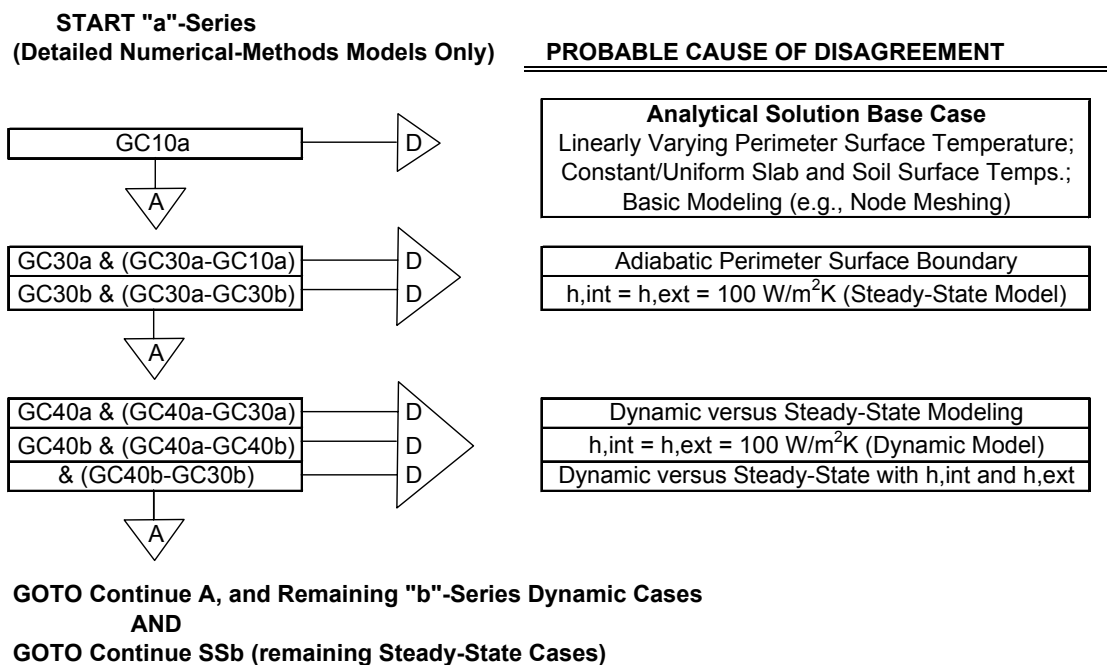 START "a"-Series
(Detailed Numerical-Methods Models Only)
PROBABLE CAUSE OF DISAGREEMENT
GC10a
D
A
Analytical Solution Base Case
Linearly Varying Perimeter Surface Temperature;
Constant/Uniform Slab and Soil Surface Temps.;
Basic Modeling (e.g., Node Meshing)
GC30a & (GC30a-GC10a)
D
Adiabatic Perimeter Surface Boundary
GC30b & (GC30a-GC30b)
D
h,int = h,ext = 100 W/m²K (Steady-State Model)
A
GC40a & (GC40a-GC30a)
D
Dynamic versus Steady-State Modeling
GC40b & (GC40a-GC40b)
D
h,int = h,ext = 100 W/m²K (Dynamic Model)
& (GC40b-GC30b)
D
Dynamic versus Steady-State with h,int and h,ext
A
GOTO Continue A, and Remaining "b"-Series Dynamic Cases
AND
GOTO Continue SSb (remaining Steady-State Cases)